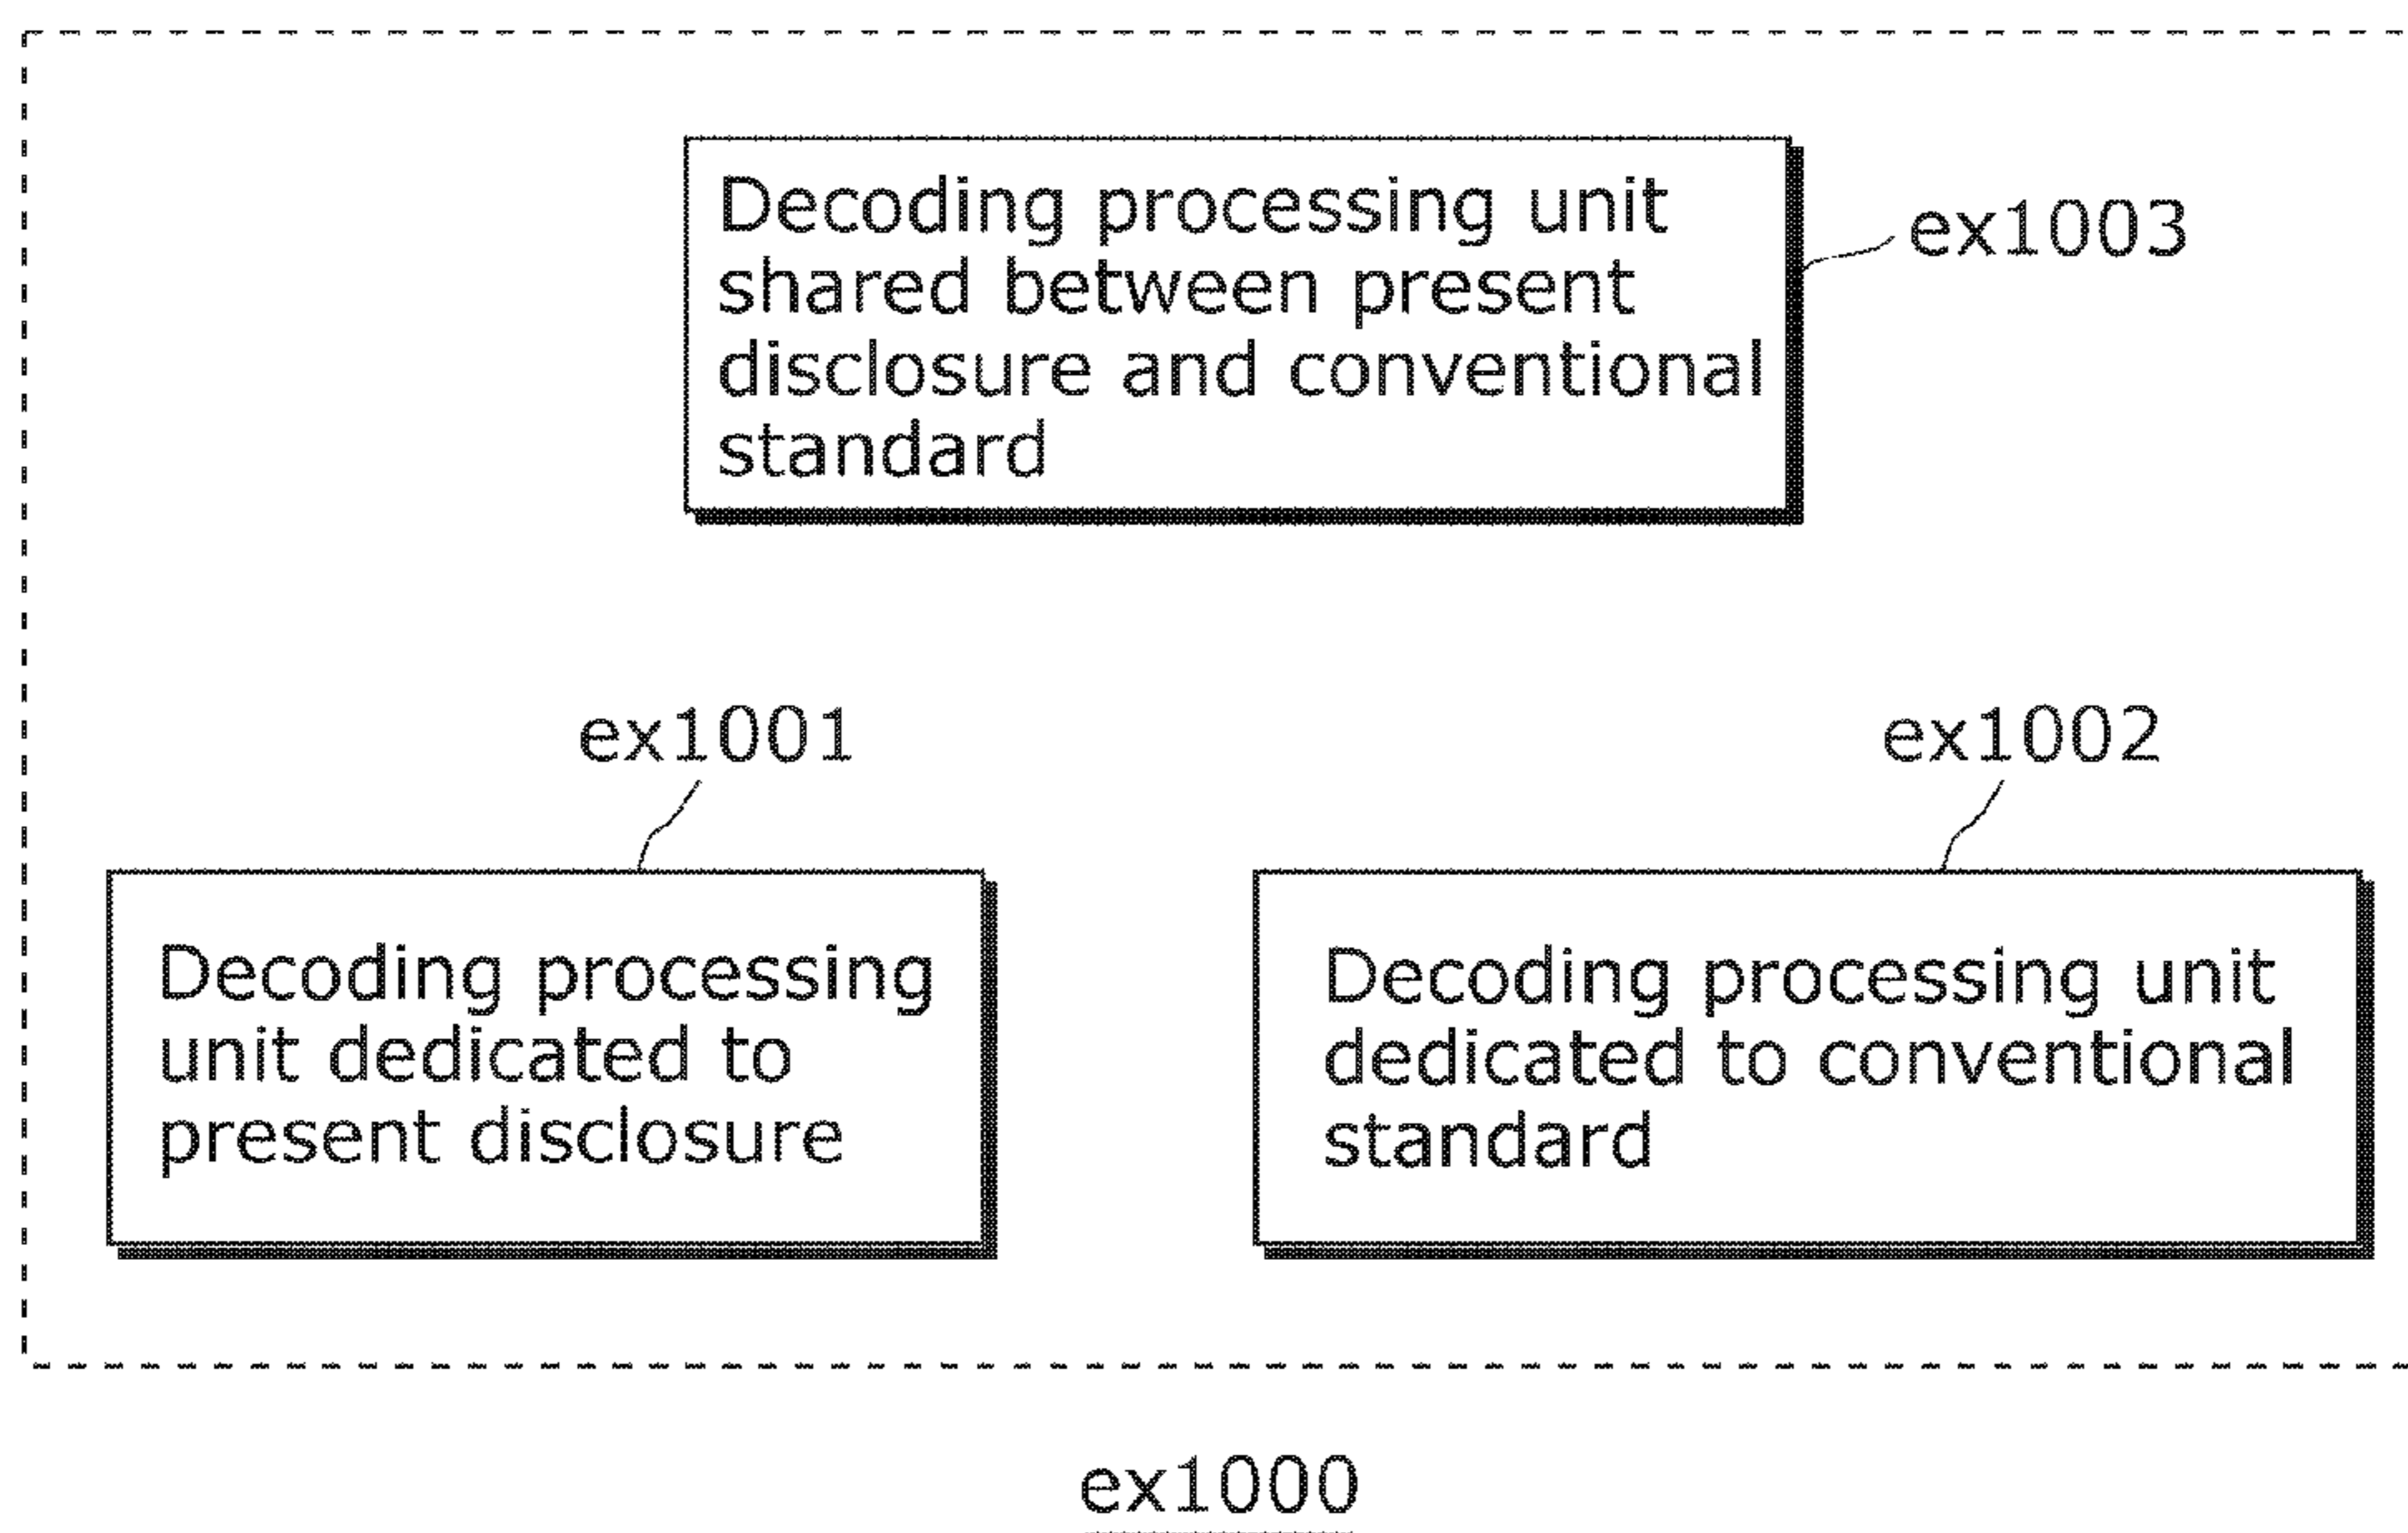 Decoding processing unit
shared between present
disclosure and conventional
standard
ex1003
ex1001
ex1002
Decoding processing
unit dedicated to
present disclosure
Decoding processing unit
dedicated to conventional
standard
ex1000